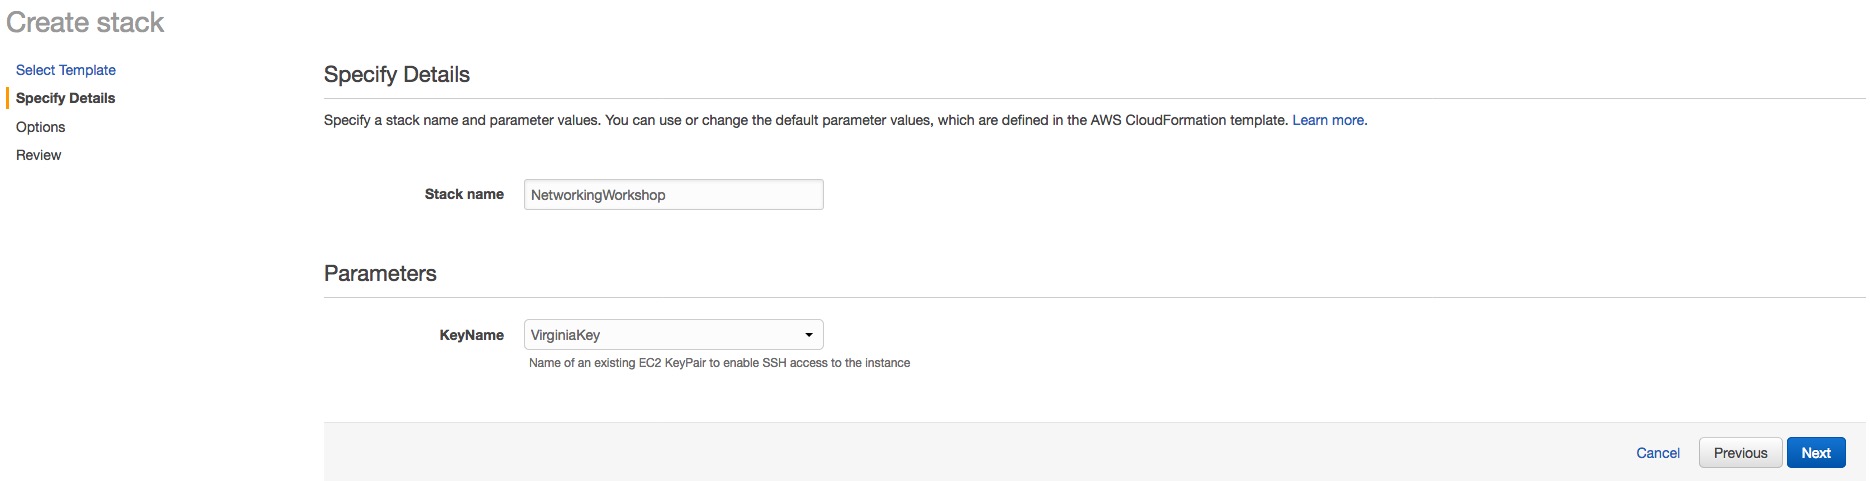 Create stack
Select Template
Specify Details
Options
Review
Specify Details
Specify a stack name and parameter values. You can use or change the default parameter values, which are defined in the AWS CloudFormation template. Learn more.
Stack name
NetworkingWorkshop
Parameters
KeyName
VirginiaKey
Name of an existing EC2 KeyPair to enable SSH access to the instance
Cancel
Previous
Next